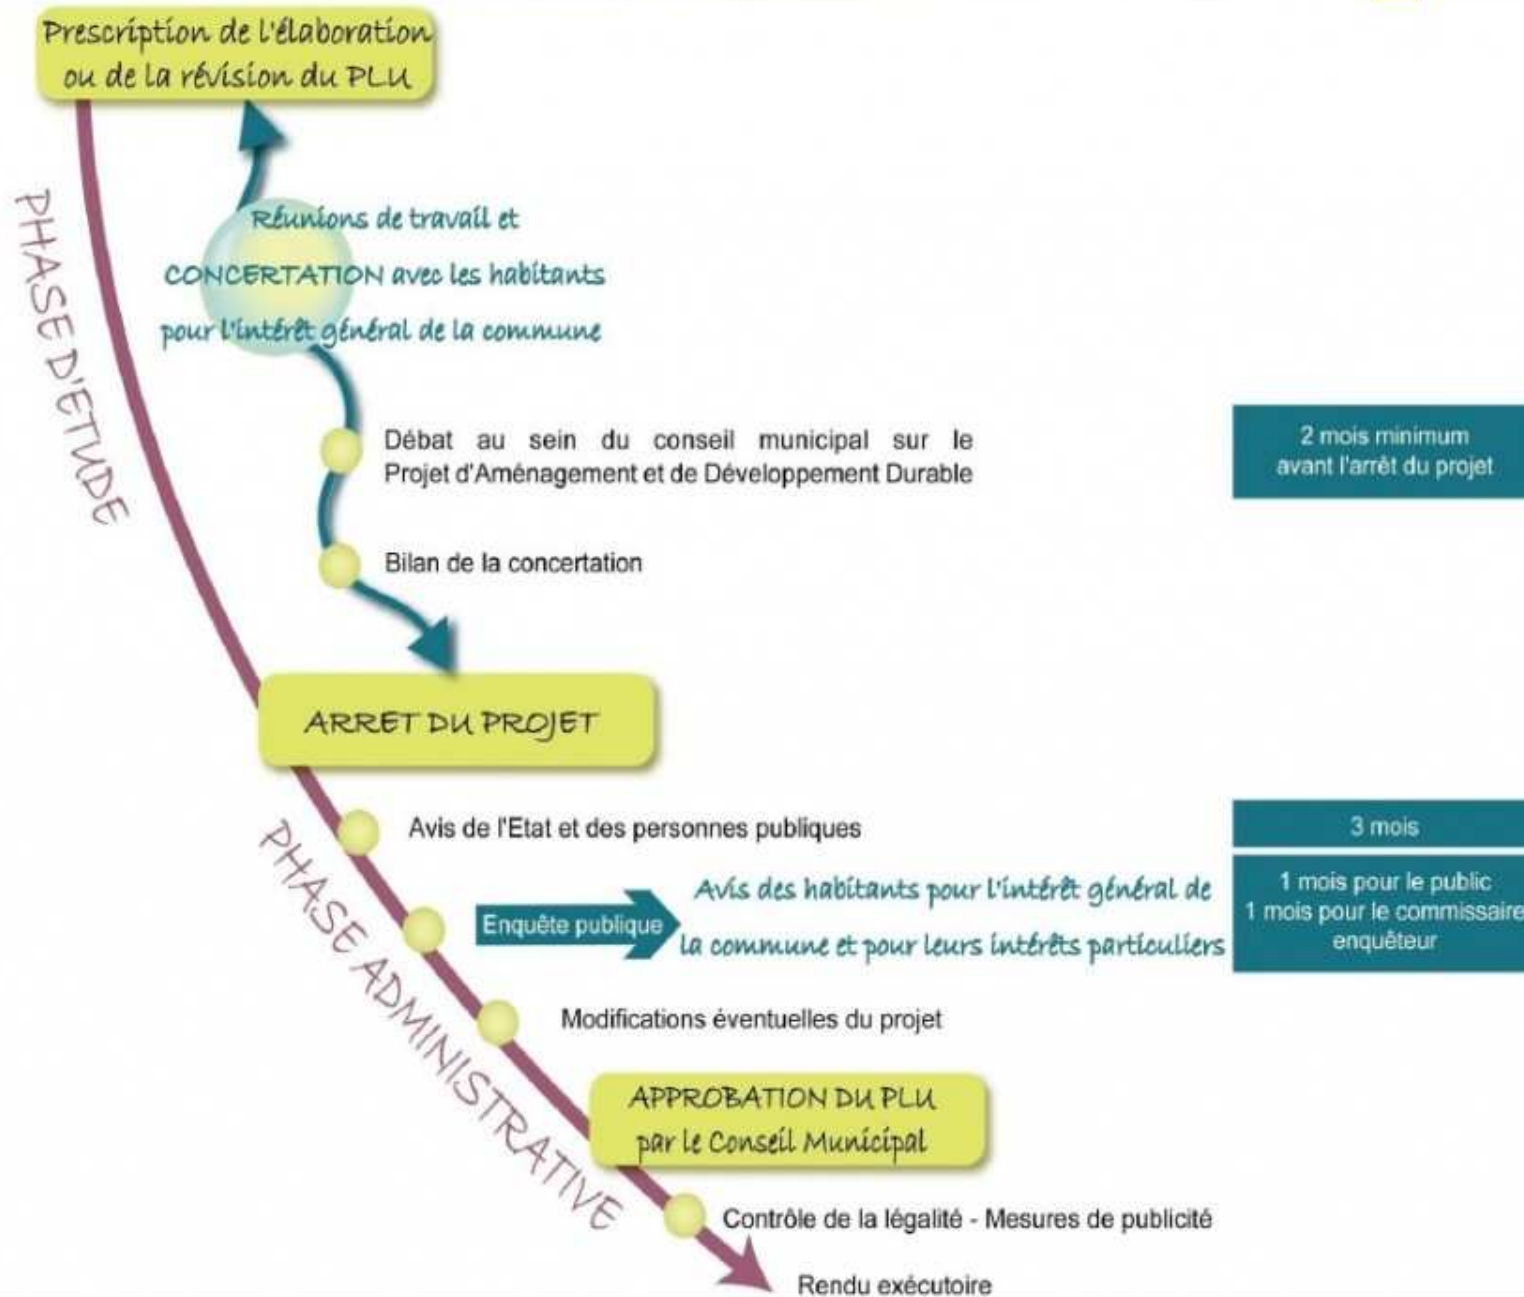 Prescription de l'élaboration
ou de la révision du PLU
PHASE D'ETUDE
Réunions de travail et
CONCERTATION avec les habitants
pour l'intérêt général de la commune
Débat au sein du conseil municipal sur le
Projet d'Aménagement et de Développement Durable
2 mois minimum
avant l'arrêt du projet
Bilan de la concertation
ARRET DU PROJET
PHASE ADMINISTRATIVE
Avis de l'Etat et des personnes publiques
3 mois
Enquête publique
Avis des habitants pour l'intérêt général de
la commune et pour leurs intérêts particuliers
1 mois pour le public
1 mois pour le commissaire
enquêteur
Modifications éventuelles du projet
APPROBATION DU PLU
par le Conseil Municipal
Contrôle de la légalité - Mesures de publicité
Rendu exécutoire